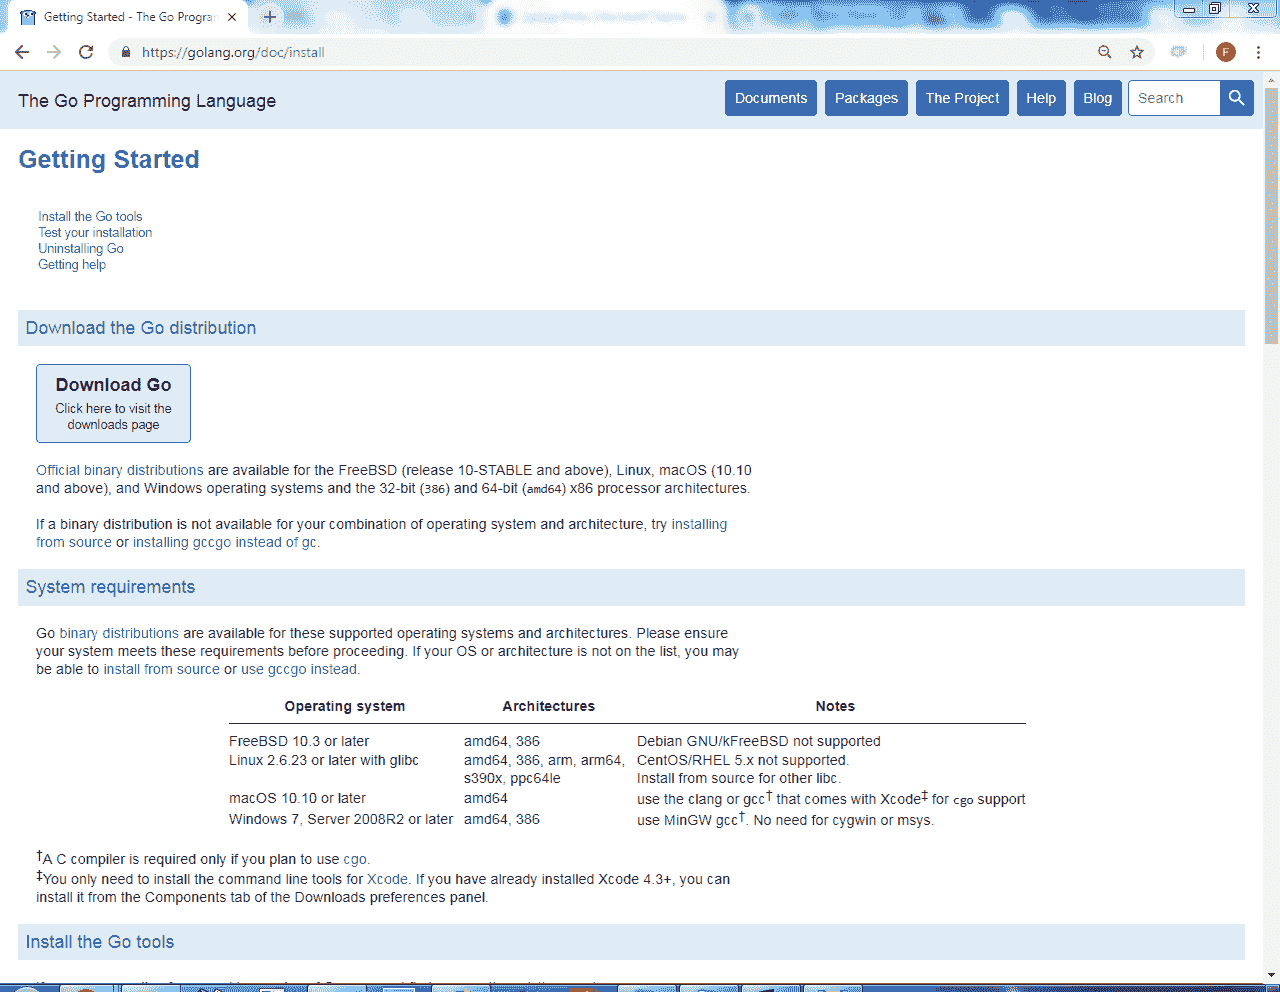 Getting Started - The Go Progran
https://golang.org/doc/install
F
The Go Programming Language
Documents
Packages
The Project
Help
Blog
Search
Getting Started
Install the Go tools
Test your installation
Uninstalling Go
Getting help
Download the Go distribution
Download Go
Click here to visit the
downloads page
Official binary distributions are available for the FreeBSD (release 10-STABLE and above), Linux, macOS (10.10
and above), and Windows operating systems and the 32-bit (386) and 64-bit (amd64) x86 processor architectures.
If a binary distribution is not available for your combination of operating system and architecture, try installing
from source or installing gccgo instead of gc.
System requirements
Go binary distributions are available for these supported operating systems and architectures. Please ensure
your system meets these requirements before proceeding. If your OS or architecture is not on the list, you may
be able to install from source or use gccgo instead.
Operating system Architectures Notes
FreeBSD 10.3 or later amd64, 386 Debian GNU/kFreeBSD not supported
Linux 2.6.23 or later with glibc amd64, 386, arm, arm64, CentOS/RHEL 5.x not supported.
s390x, ppc64le Install from source for other libc.
macOS 10.10 or later amd64 use the clang or gcc† that comes with Xcode‡ for cgo support
Windows 7, Server 2008R2 or later amd64, 386 use MinGW gcc†. No need for cygwin or msys.
†A C compiler is required only if you plan to use cgo.
‡You only need to install the command line tools for Xcode. If you have already installed Xcode 4.3+, you can
install it from the Components tab of the Downloads preferences panel.
Install the Go tools